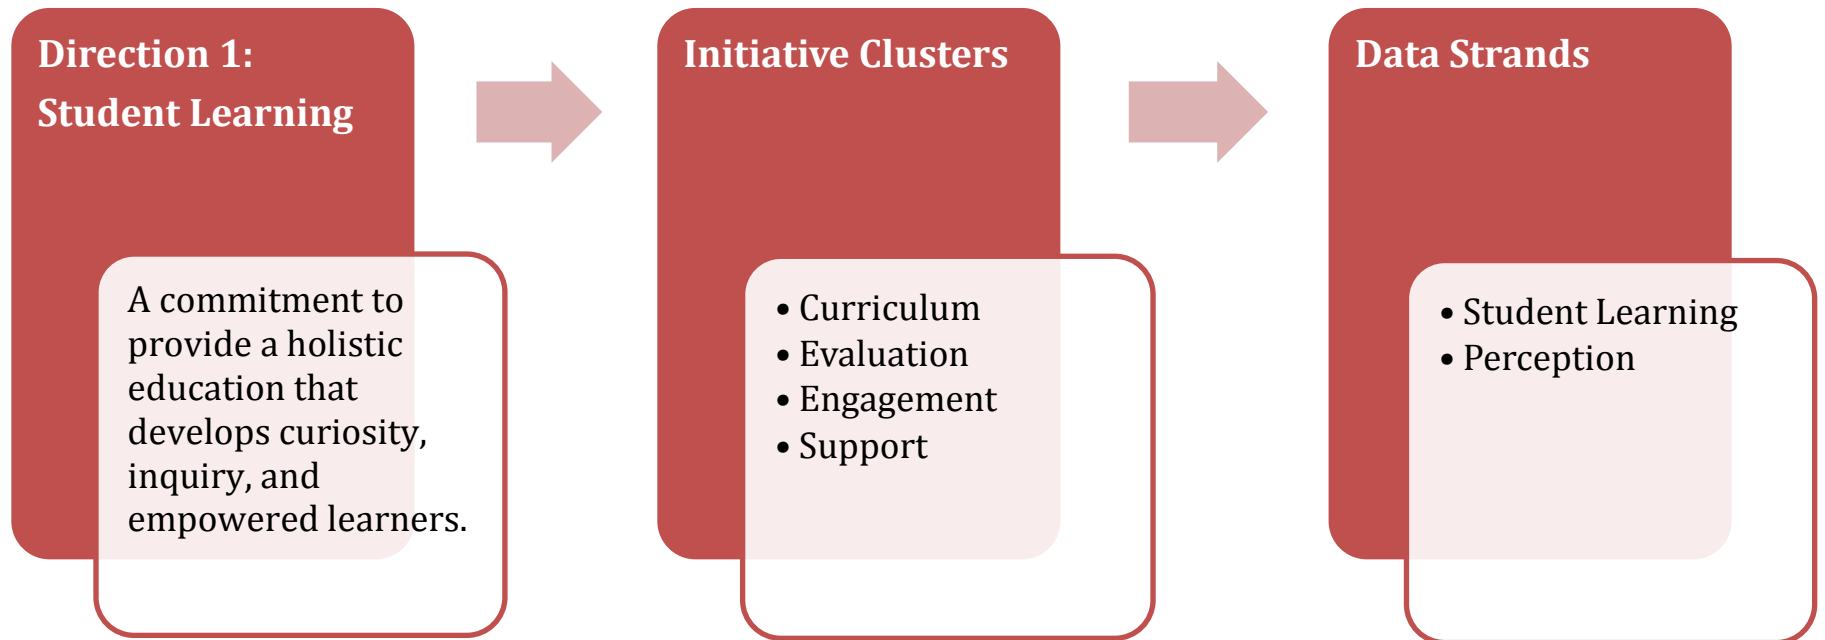 Direction 1:
Student Learning
A commitment to
provide a holistic
education that
develops curiosity,
inquiry, and
empowered learners.
Initiative Clusters
• Curriculum
• Evaluation
• Engagement
• Support
Data Strands
• Student Learning
• Perception